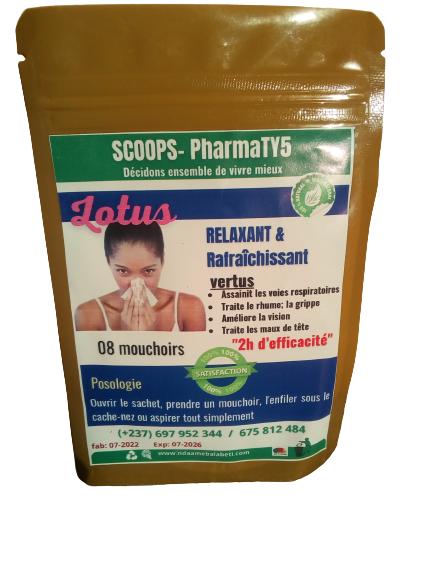 SCOOPS- PharmaTY5
Décidons ensemble de vivre mieux
Lotus
RELAXANT &
Rafraîchissant
vertus
• Assainit les voies respiratoires
• Traite le rhume; la grippe
• Améliore la vision
• Traite les maux de tête
"2h d'efficacité"
08 mouchoirs
100% 100%
SATISFACTION
100% 100%
Posologie
Ouvrir le sachet, prendre un mouchoir, l'enfiler sous le
cache-nez ou aspirer tout simplement
(+237) 697 952 344 / 675 812 484
fab: 07-2022 Exp: 07-2026
www.ndaamebalabeti.com